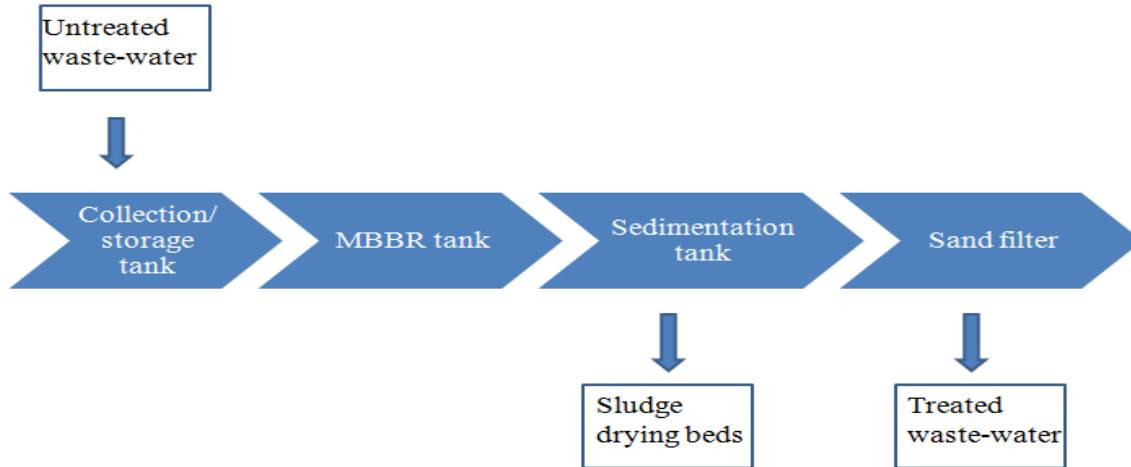 Untreated
waste-water
Collection/
storage
tank
MBBR tank
Sedimentation
tank
Sand filter
Sludge
drying beds
Treated
waste-water